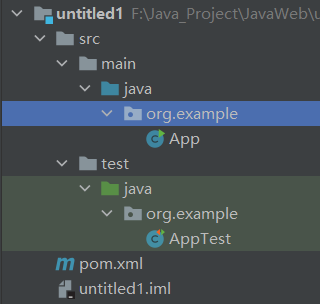 untitled1 F:\Java_Project\JavaWeb\u
src
main
java
org.example
App
test
java
org.example
AppTest
pom.xml
untitled1.iml